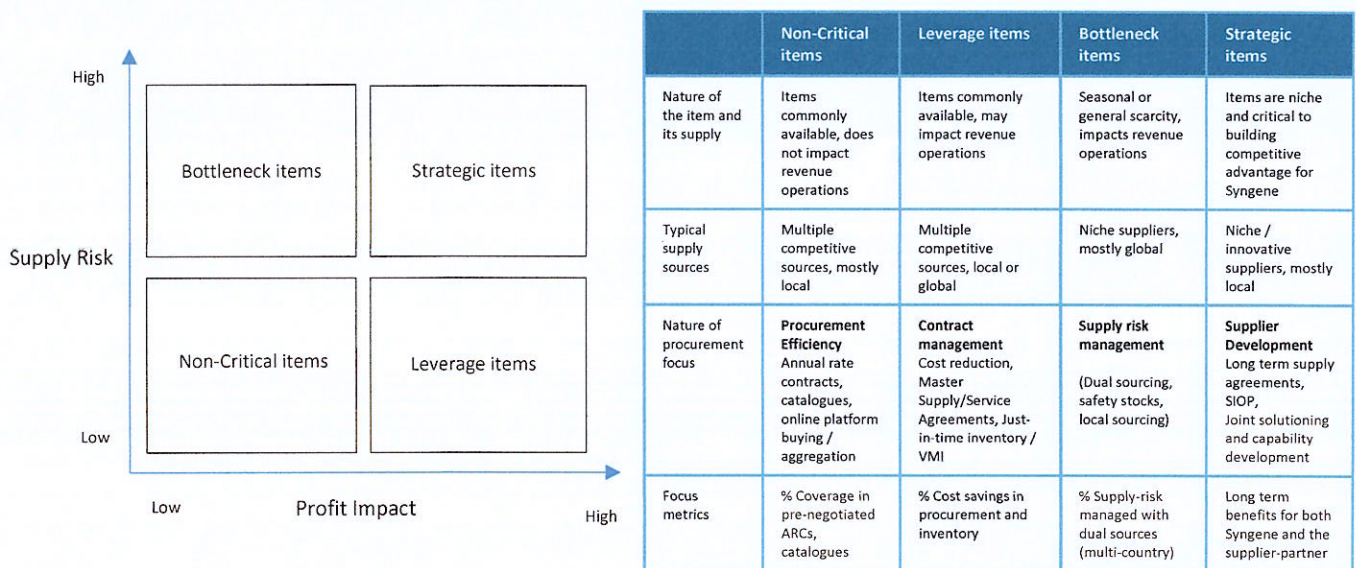 High
Bottleneck items
Strategic items
Supply Risk
Non-Critical items
Leverage items
Low
Low
Profit Impact
High
Non-Critical
items
Leverage items
Bottleneck
items
Strategic
items
Nature of
the item and
its supply
Items
commonly
available, does
not impact
revenue
operations
Items commonly
available, may
impact revenue
operations
Seasonal or
general scarcity,
impacts revenue
operations
Items are niche
and critical to
building
competitive
advantage for
Syngene
Typical
supply
sources
Multiple
competitive
sources, mostly
local
Multiple
competitive
sources, local or
global
Niche suppliers,
mostly global
Niche /
innovative
suppliers, mostly
local
Nature of
procurement
focus
Procurement
Efficiency
Annual rate
contracts,
catalogues,
online platform
buying /
aggregation
Contract
management
Cost reduction,
Master
Supply/Service
Agreements, Just-
in-time inventory /
VMI
Supply risk
management
(Dual sourcing,
safety stocks,
local sourcing)
Supplier
Development
Long term supply
agreements,
SIOP,
Joint solutioning
and capability
development
Focus
metrics
% Coverage in
pre-negotiated
ARCs,
catalogues
% Cost savings in
procurement and
inventory
% Supply-risk
managed with
dual sources
(multi-country)
Long term
benefits for both
Syngene and the
supplier-partner